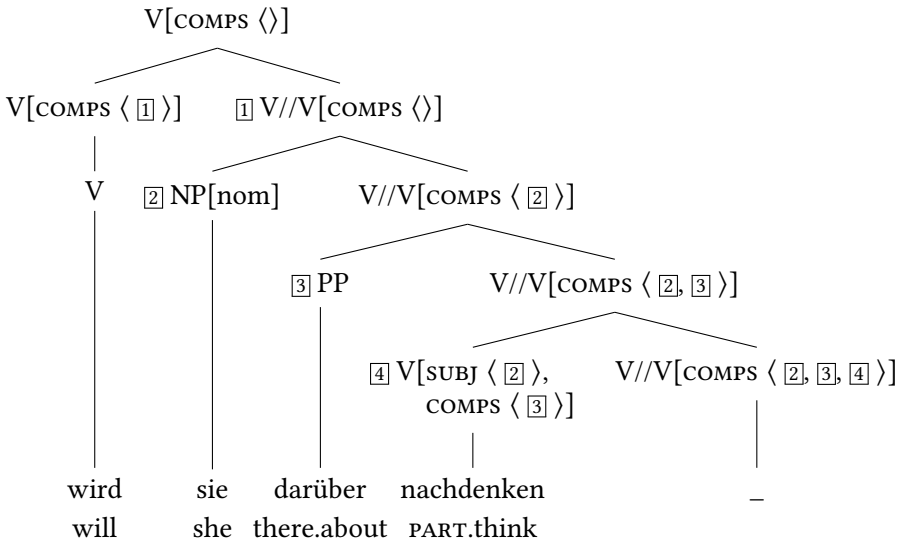 V[COMPS ⟨⟩]
V[COMPS ⟨ 1 ⟩] 1 V//V[COMPS ⟨⟩]
V 2 NP[nom] V//V[COMPS ⟨ 2 ⟩]
3 PP V//V[COMPS ⟨ 2, 3 ⟩]
4 V[SUBJ ⟨ 2 ⟩, V//V[COMPS ⟨ 2, 3, 4 ⟩]
COMPS ⟨ 3 ⟩]
wird sie darüber nachdenken _
will she there.about PART.think